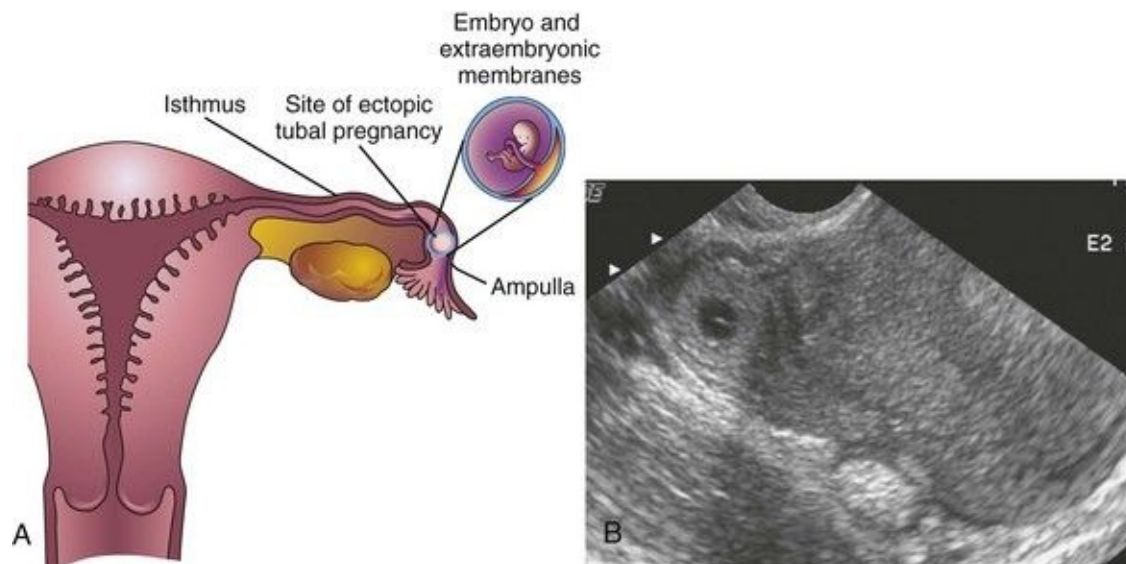 Embryo and
extraembryonic
membranes
Isthmus
Site of ectopic
tubal pregnancy
Ampulla
A
E2
B